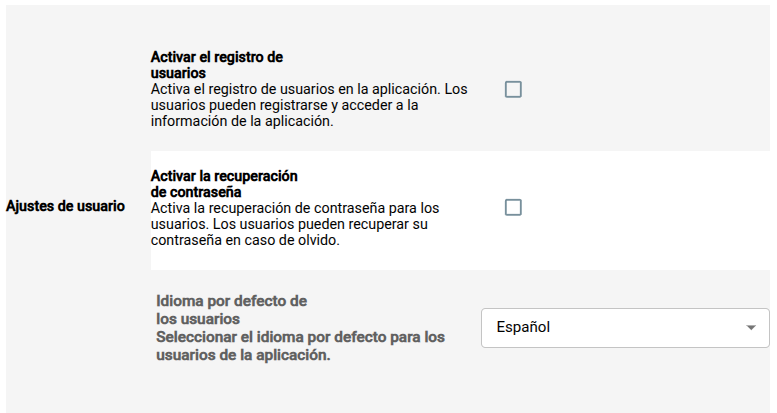 Activar el registro de
usuarios
Activa el registro de usuarios en la aplicación. Los
usuarios pueden registrarse y acceder a la
información de la aplicación.
Ajustes de usuario
Activar la recuperación
de contraseña
Activa la recuperación de contraseña para los
usuarios. Los usuarios pueden recuperar su
contraseña en caso de olvido.
Idioma por defecto de
los usuarios
Seleccionar el idioma por defecto para los
usuarios de la aplicación.
Español